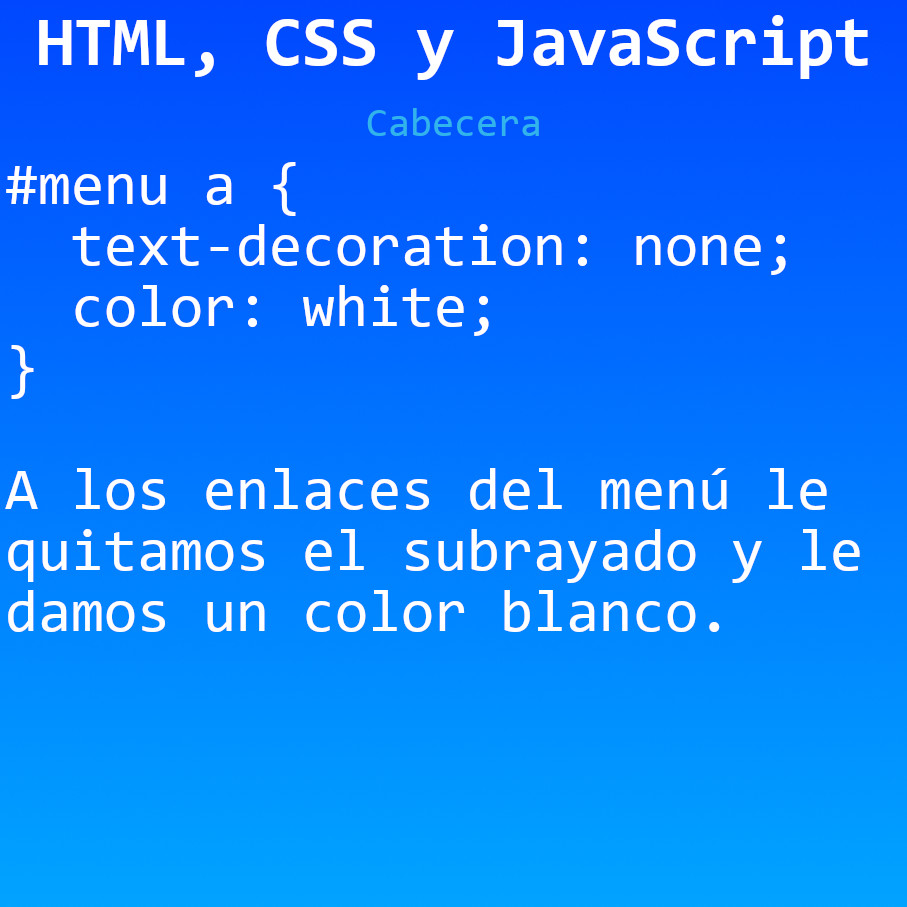 HTML, CSS y JavaScript
Cabecera
#menu a {
  text-decoration: none;
  color: white;
}
A los enlaces del menú le
quitamos el subrayado y le
damos un color blanco.